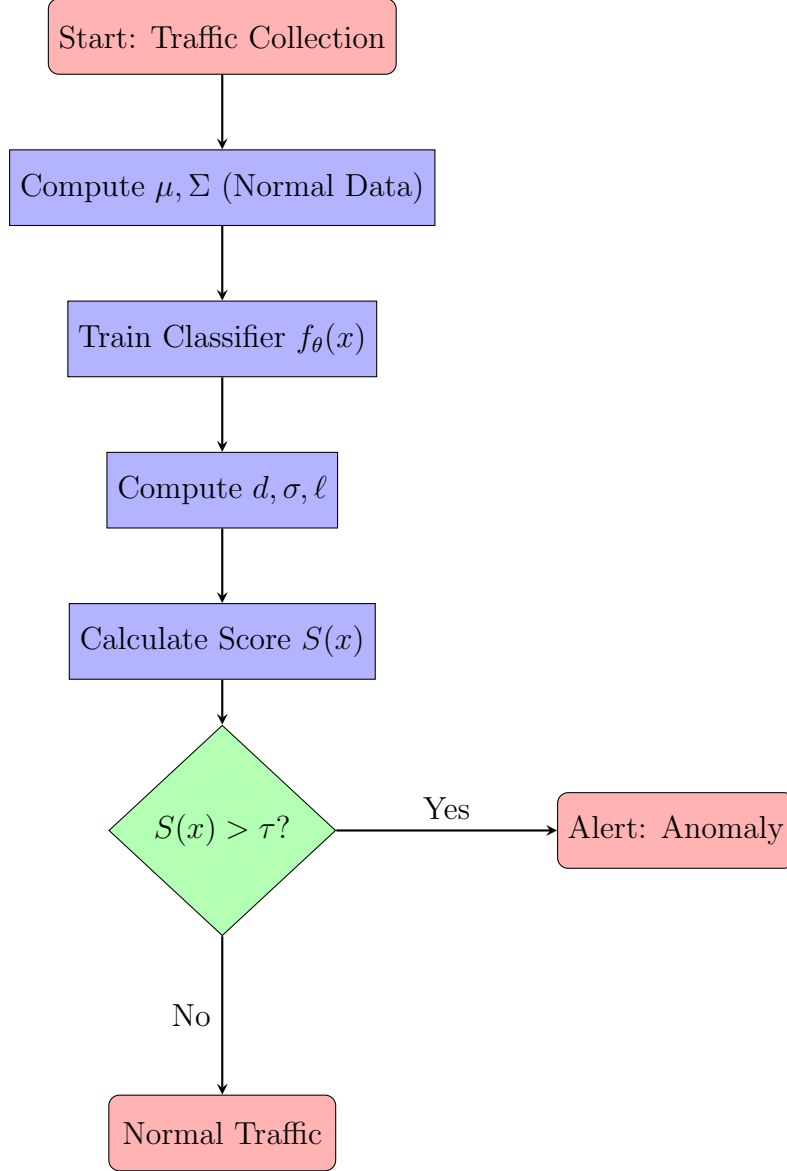 Start: Traffic Collection
Compute μ, Σ (Normal Data)
Train Classifier f_θ(x)
Compute d, σ, ℓ
Calculate Score S(x)
S(x) > τ?
Yes
Alert: Anomaly
No
Normal Traffic